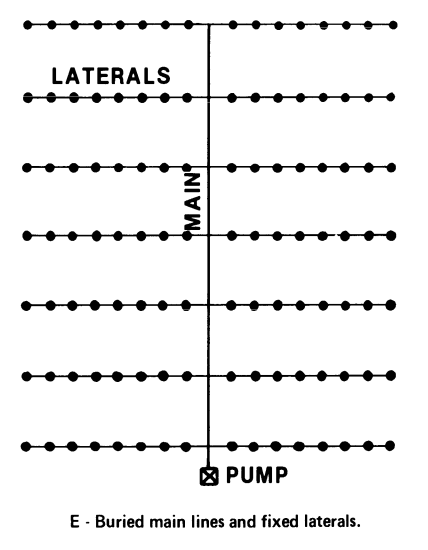 LATERALS
MAIN
PUMP
E - Buried main lines and fixed laterals.